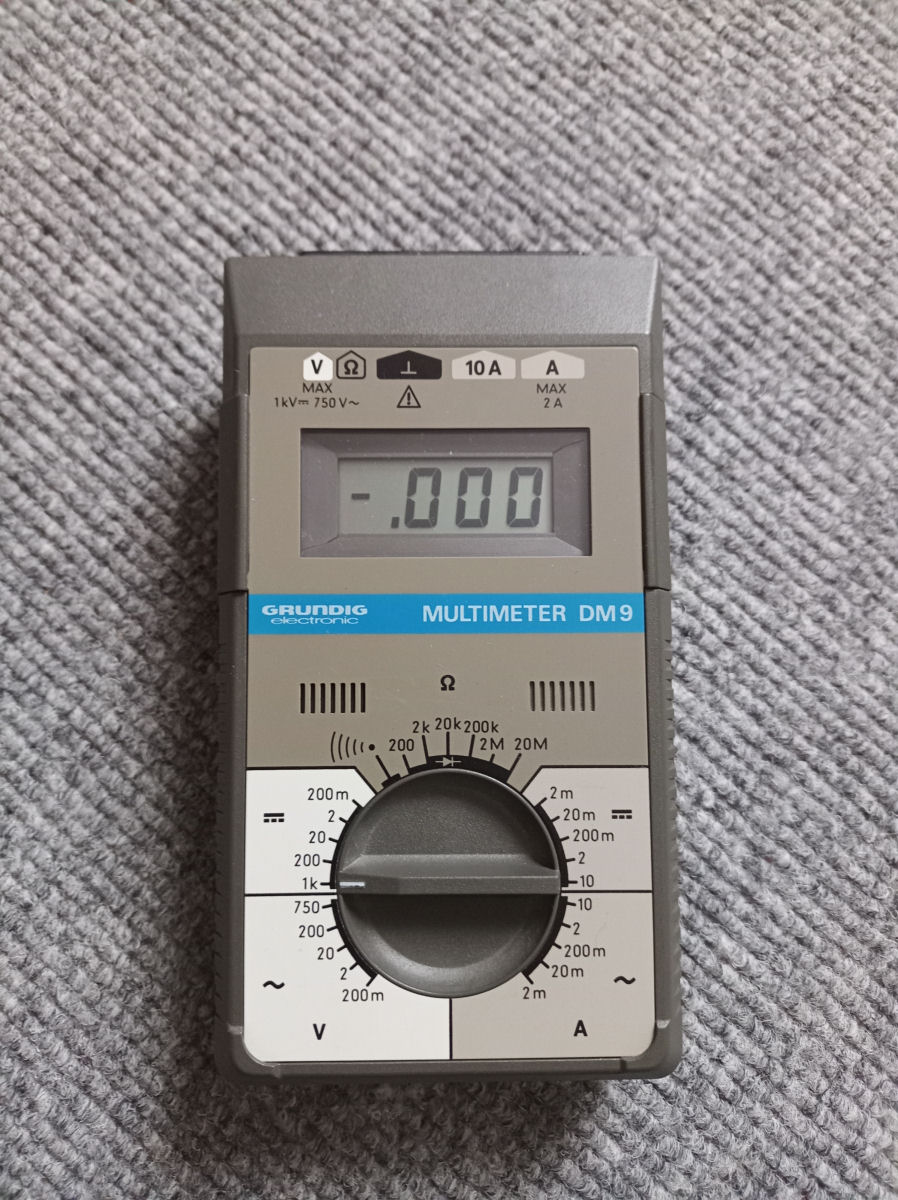 V Ω ⊥ 10 A A
MAX
1kV⎓ 750 V~
MAX
2 A
-.000
GRUNDIG
electronic
MULTIMETER DM9
Ω
200 2k 20k 200k 2M 20M
200m
2
20
200
1k
750
200
20
2
200m
~
V
2m
20m
200m
2
10
10
2
200m
20m
2m
~
A